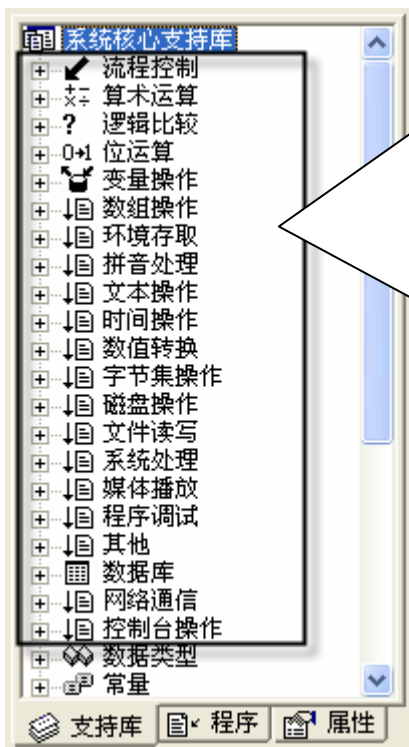 系统核心支持库
流程控制
算术运算
? 逻辑比较
0→1 位运算
变量操作
数组操作
环境存取
拼音处理
文本操作
时间操作
数值转换
字节集操作
磁盘操作
文件读写
系统处理
媒体播放
程序调试
其他
数据库
网络通信
控制台操作
数据类型
常量
支持库 程序 属性